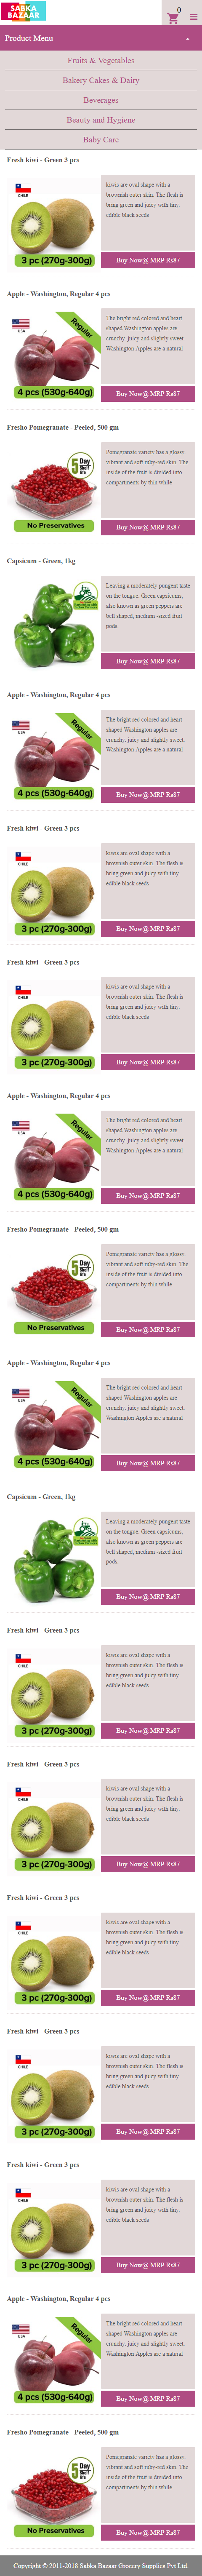 SABKA
BAZAAR
0
Product Menu
Fruits & Vegetables
Bakery Cakes & Dairy
Beverages
Beauty and Hygiene
Baby Care
Fresh kiwi - Green 3 pcs
CHILE
3 pc (270g-300g)
kiwis are oval shape with a
brownish outer skin. The flesh is
bring green and juicy with tiny.
edible black seeds
Buy Now@ MRP Rs87
Apple - Washington, Regular 4 pcs
USA
Regular
4 pcs (530g-640g)
The bright red colored and heart
shaped Washington apples are
crunchy. juicy and slightly sweet.
Washington Apples are a natural
Buy Now@ MRP Rs87
Fresho Pomegranate - Peeled, 500 gm
5 Day
Shelf
life
No Preservatives
Pomegranate variety has a glossy.
vibrant and soft ruby-red skin. The
inside of the fruit is divided into
compartments by thin while
Buy Now@ MRP Rs87
Capsicum - Green, 1kg
Leaving a moderately pungent taste
on the tongue. Green capsicums,
also known as green peppers are
bell shaped, medium -sized fruit
pods.
Buy Now@ MRP Rs87
Apple - Washington, Regular 4 pcs
USA
Regular
4 pcs (530g-640g)
The bright red colored and heart
shaped Washington apples are
crunchy. juicy and slightly sweet.
Washington Apples are a natural
Buy Now@ MRP Rs87
Fresh kiwi - Green 3 pcs
CHILE
3 pc (270g-300g)
kiwis are oval shape with a
brownish outer skin. The flesh is
bring green and juicy with tiny.
edible black seeds
Buy Now@ MRP Rs87
Fresh kiwi - Green 3 pcs
CHILE
3 pc (270g-300g)
kiwis are oval shape with a
brownish outer skin. The flesh is
bring green and juicy with tiny.
edible black seeds
Buy Now@ MRP Rs87
Apple - Washington, Regular 4 pcs
USA
Regular
4 pcs (530g-640g)
The bright red colored and heart
shaped Washington apples are
crunchy. juicy and slightly sweet.
Washington Apples are a natural
Buy Now@ MRP Rs87
Fresho Pomegranate - Peeled, 500 gm
5 Day
Shelf
life
No Preservatives
Pomegranate variety has a glossy.
vibrant and soft ruby-red skin. The
inside of the fruit is divided into
compartments by thin while
Buy Now@ MRP Rs87
Apple - Washington, Regular 4 pcs
USA
Regular
4 pcs (530g-640g)
The bright red colored and heart
shaped Washington apples are
crunchy. juicy and slightly sweet.
Washington Apples are a natural
Buy Now@ MRP Rs87
Capsicum - Green, 1kg
Leaving a moderately pungent taste
on the tongue. Green capsicums,
also known as green peppers are
bell shaped, medium -sized fruit
pods.
Buy Now@ MRP Rs87
Fresh kiwi - Green 3 pcs
CHILE
3 pc (270g-300g)
kiwis are oval shape with a
brownish outer skin. The flesh is
bring green and juicy with tiny.
edible black seeds
Buy Now@ MRP Rs87
Fresh kiwi - Green 3 pcs
CHILE
3 pc (270g-300g)
kiwis are oval shape with a
brownish outer skin. The flesh is
bring green and juicy with tiny.
edible black seeds
Buy Now@ MRP Rs87
Fresh kiwi - Green 3 pcs
CHILE
3 pc (270g-300g)
kiwis are oval shape with a
brownish outer skin. The flesh is
bring green and juicy with tiny.
edible black seeds
Buy Now@ MRP Rs87
Fresh kiwi - Green 3 pcs
CHILE
3 pc (270g-300g)
kiwis are oval shape with a
brownish outer skin. The flesh is
bring green and juicy with tiny.
edible black seeds
Buy Now@ MRP Rs87
Fresh kiwi - Green 3 pcs
CHILE
3 pc (270g-300g)
kiwis are oval shape with a
brownish outer skin. The flesh is
bring green and juicy with tiny.
edible black seeds
Buy Now@ MRP Rs87
Apple - Washington, Regular 4 pcs
USA
Regular
4 pcs (530g-640g)
The bright red colored and heart
shaped Washington apples are
crunchy. juicy and slightly sweet.
Washington Apples are a natural
Buy Now@ MRP Rs87
Fresho Pomegranate - Peeled, 500 gm
5 Day
Shelf
life
No Preservatives
Pomegranate variety has a glossy.
vibrant and soft ruby-red skin. The
inside of the fruit is divided into
compartments by thin while
Buy Now@ MRP Rs87
Copyright © 2011-2018 Sabka Bazaar Grocery Supplies Pvt Ltd.